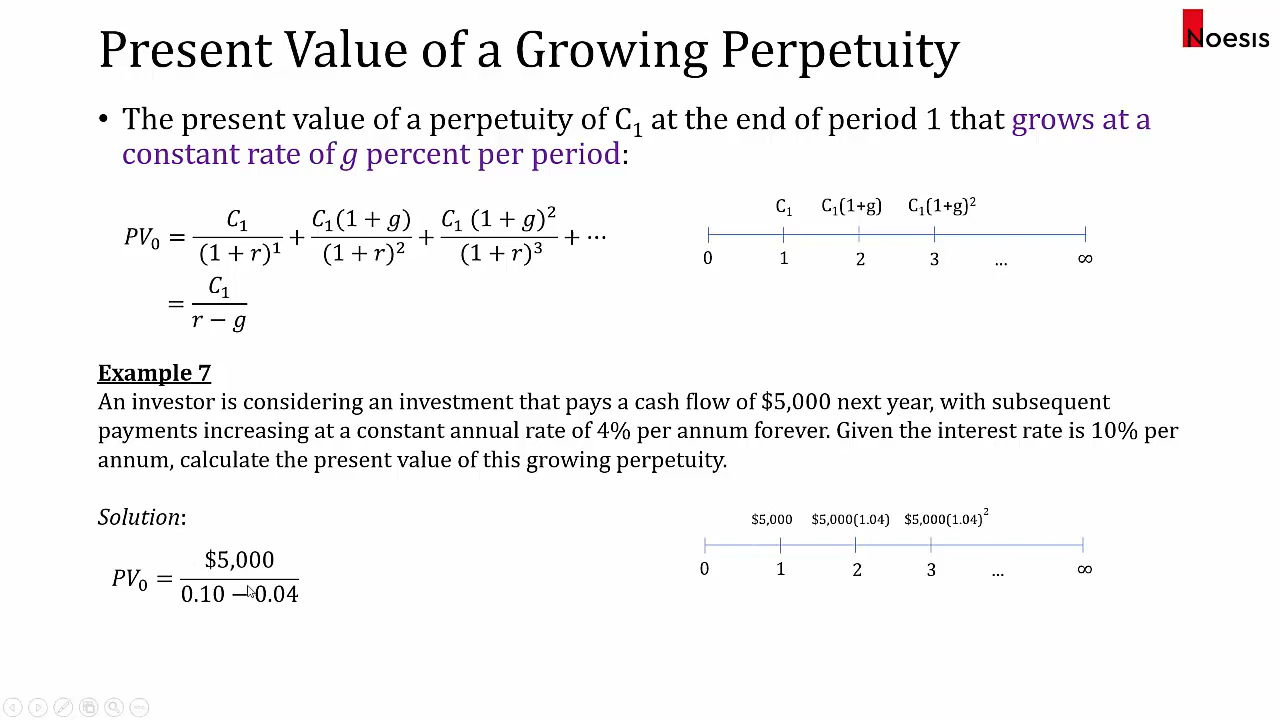 Present Value of a Growing Perpetuity
Noesis
• The present value of a perpetuity of C₁ at the end of period 1 that grows at a
constant rate of g percent per period:
PV₀ = C₁/(1 + r)¹ + C₁(1 + g)/(1 + r)² + C₁ (1 + g)²/(1 + r)³ + ⋯
= C₁/(r − g)
C₁ C₁(1+g) C₁(1+g)²
0 1 2 3 ... ∞
Example 7
An investor is considering an investment that pays a cash flow of $5,000 next year, with subsequent
payments increasing at a constant annual rate of 4% per annum forever. Given the interest rate is 10% per
annum, calculate the present value of this growing perpetuity.
Solution:
PV₀ = $5,000/(0.10 − 0.04)
$5,000 $5,000(1.04) $5,000(1.04)²
0 1 2 3 ... ∞